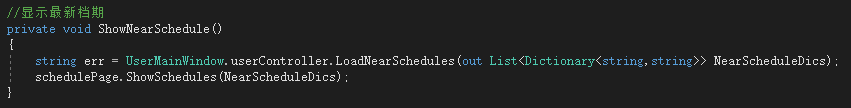 //显示最新档期
private void ShowNearSchedule()
{
    string err = UserMainWindow.userController.LoadNearSchedules(out List<Dictionary<string,string>> NearScheduleDics);
    schedulePage.ShowSchedules(NearScheduleDics);
}